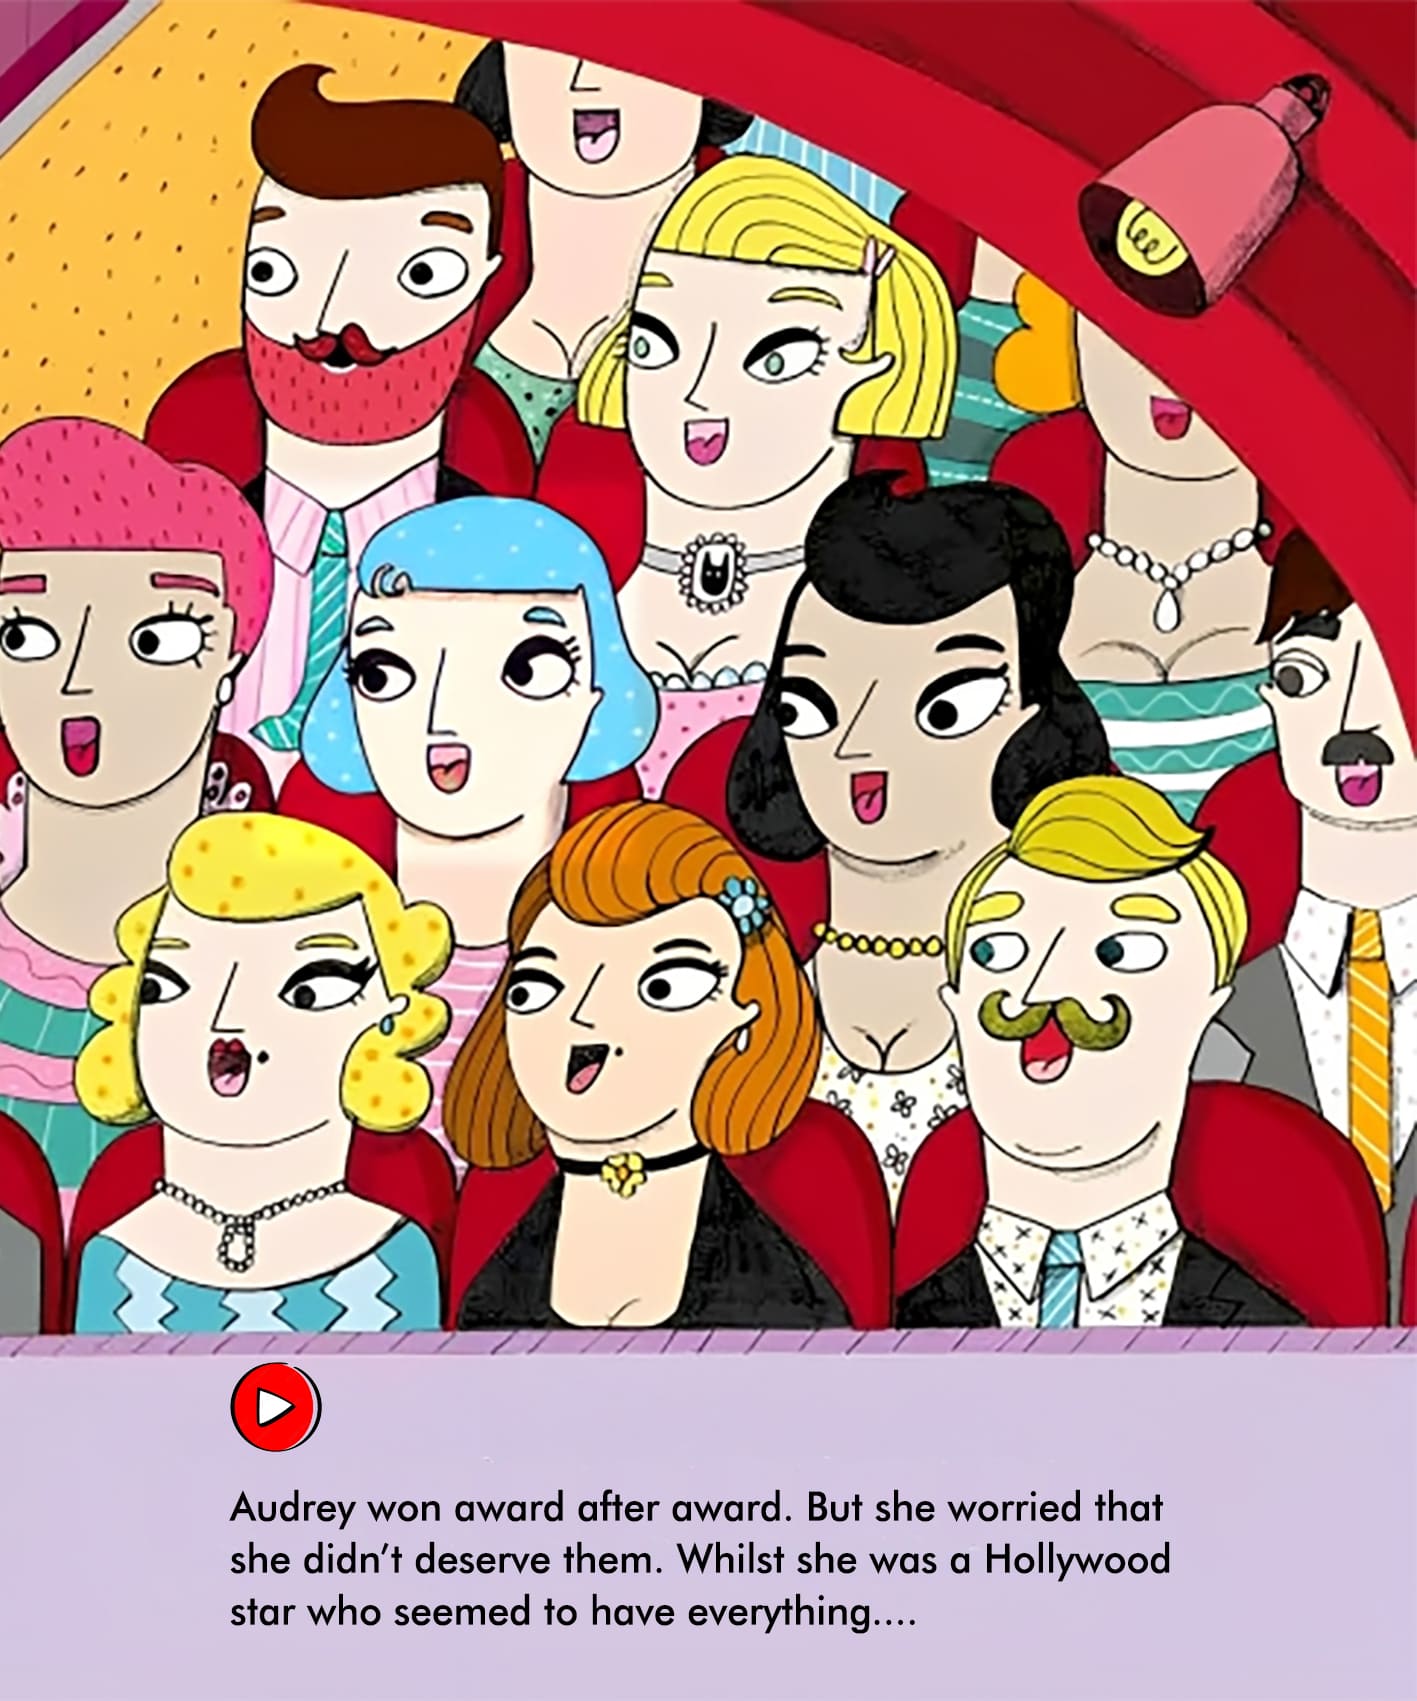 Audrey won award after award. But she worried that
she didn’t deserve them. Whilst she was a Hollywood
star who seemed to have everything....